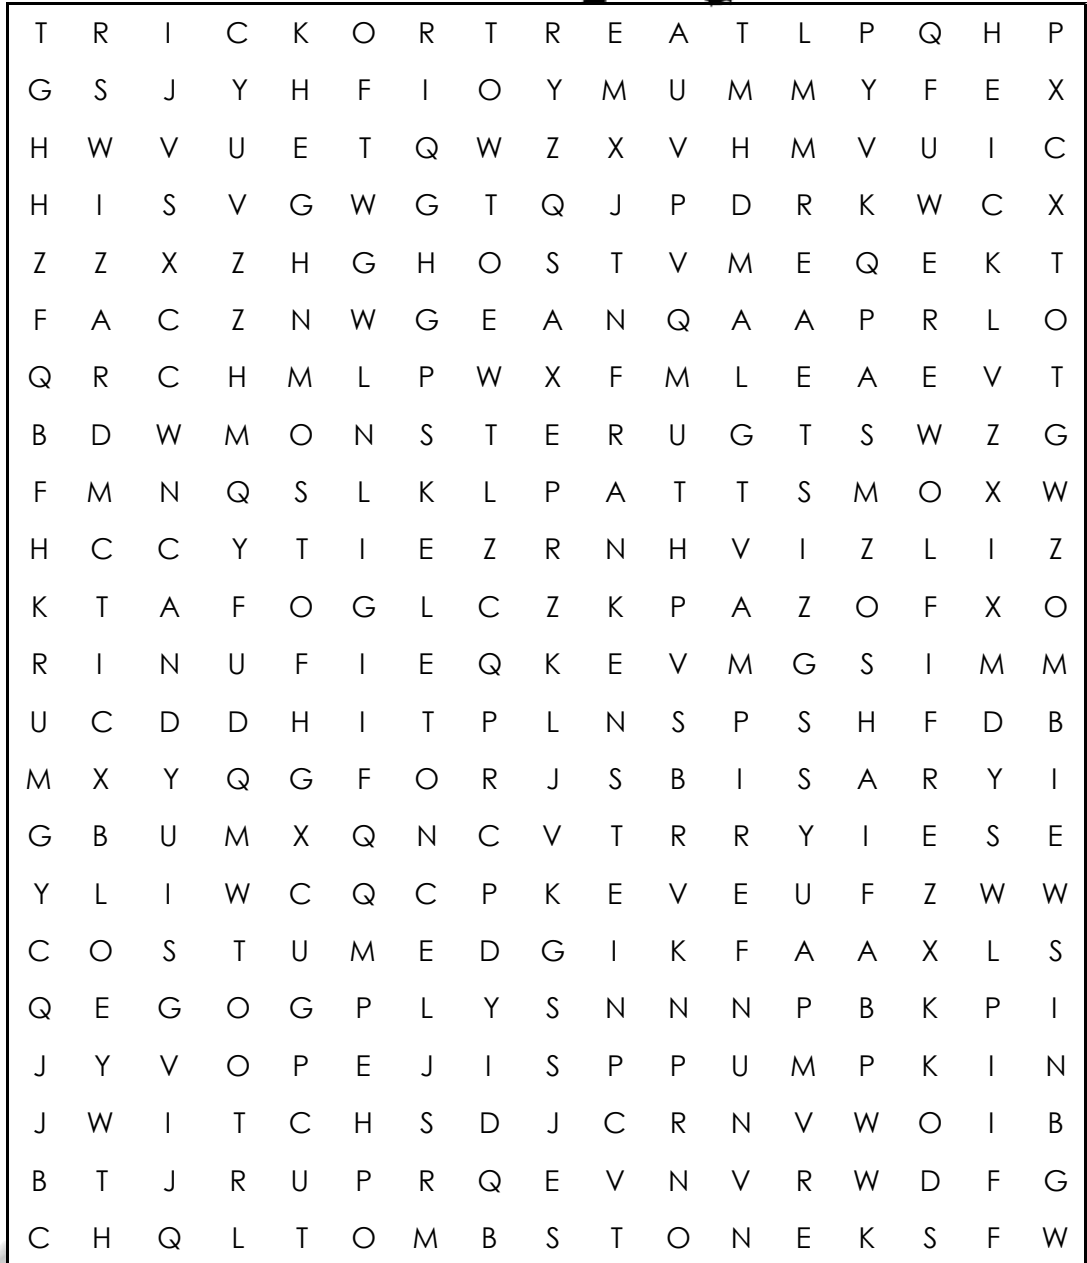 T R I C K O R T R E A T L P Q H P
G S J Y H F I O Y M U M M Y F E X
H W V U E T Q W Z X V H M V U I C
H I S V G W G T Q J P D R K W C X
Z Z X Z H G H O S T V M E Q E K T
F A C Z N W G E A N Q A A P R L O
Q R C H M L P W X F M L E A E V T
B D W M O N S T E R U G T S W Z G
F M N Q S L K L P A T T S M O X W
H C C Y T I E Z R N H V I Z L I Z
K T A F O G L C Z K P A Z O F X O
R I N U F I E Q K E V M G S I M M
U C D D H I T P L N S P S H F D B
M X Y Q G F O R J S B I S A R Y I
G B U M X Q N C V T R R Y I E S E
Y L I W C Q C P K E V E U F Z W W
C O S T U M E D G I K F A A X L S
Q E G O G P L Y S N N N P B K P I
J Y V O P E J I S P P U M P K I N
J W I T C H S D J C R N V W O I B
B T J R U P R Q E V N V R W D F G
C H Q L T O M B S T O N E K S F W